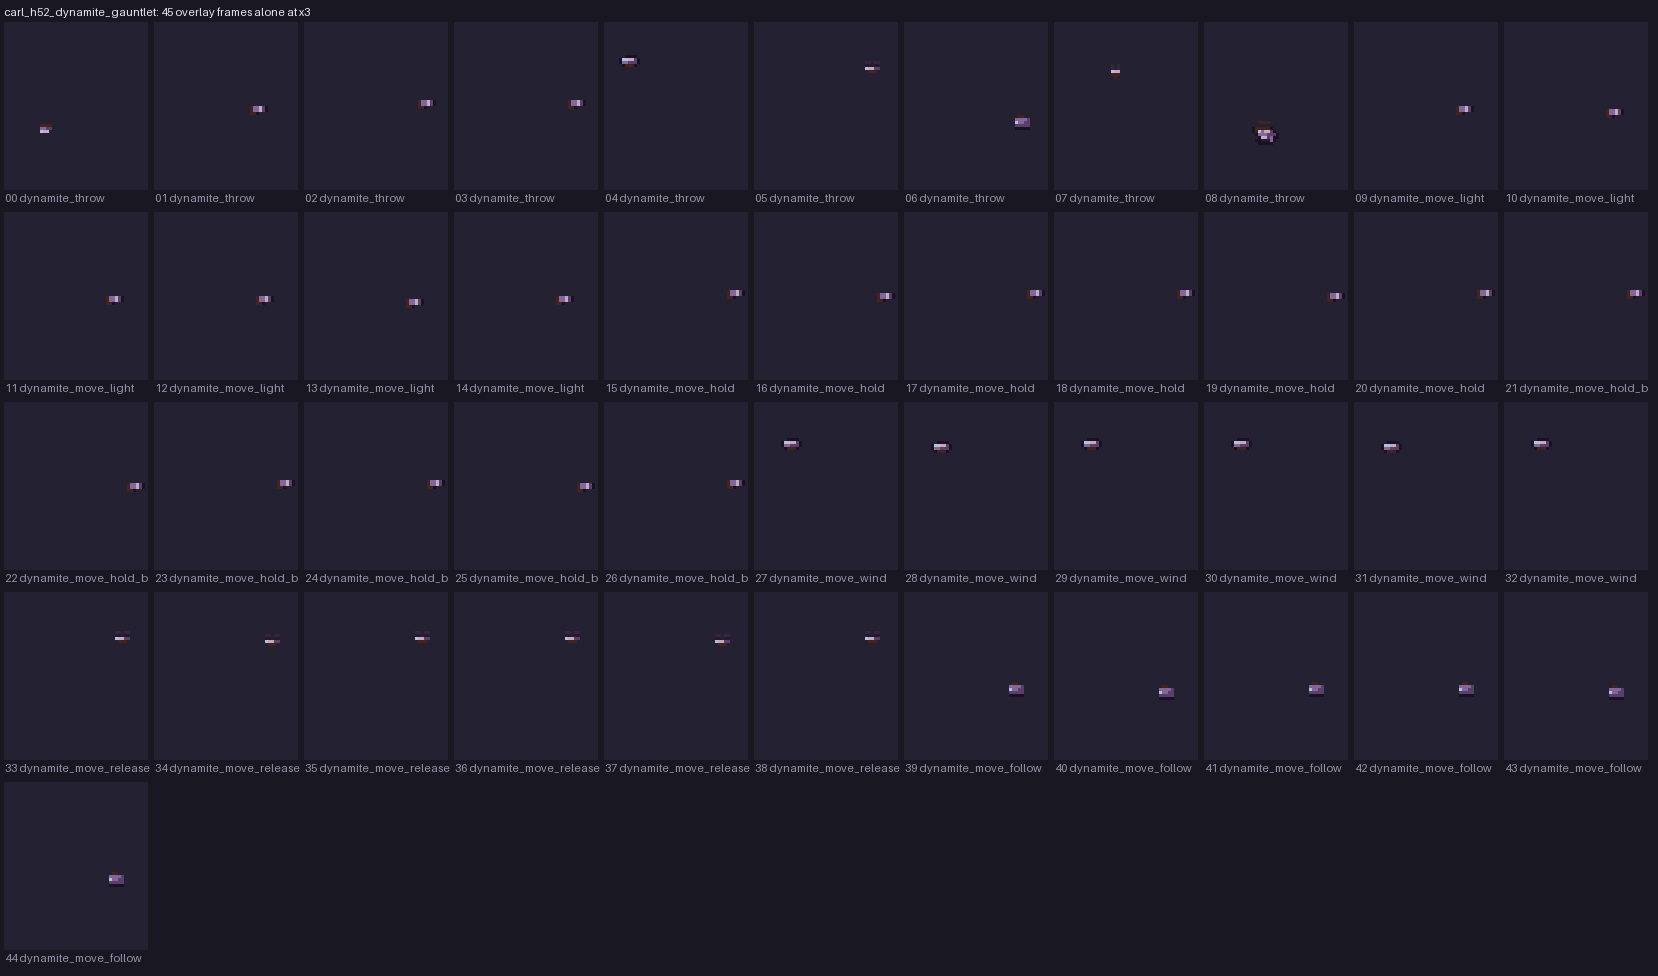 carl_h52_dynamite_gauntlet: 45 overlay frames alone at x3
00 dynamite_throw
01 dynamite_throw
02 dynamite_throw
03 dynamite_throw
04 dynamite_throw
05 dynamite_throw
06 dynamite_throw
07 dynamite_throw
08 dynamite_throw
09 dynamite_move_light
10 dynamite_move_light
11 dynamite_move_light
12 dynamite_move_light
13 dynamite_move_light
14 dynamite_move_light
15 dynamite_move_hold
16 dynamite_move_hold
17 dynamite_move_hold
18 dynamite_move_hold
19 dynamite_move_hold
20 dynamite_move_hold
21 dynamite_move_hold_b
22 dynamite_move_hold_b
23 dynamite_move_hold_b
24 dynamite_move_hold_b
25 dynamite_move_hold_b
26 dynamite_move_hold_b
27 dynamite_move_wind
28 dynamite_move_wind
29 dynamite_move_wind
30 dynamite_move_wind
31 dynamite_move_wind
32 dynamite_move_wind
33 dynamite_move_release
34 dynamite_move_release
35 dynamite_move_release
36 dynamite_move_release
37 dynamite_move_release
38 dynamite_move_release
39 dynamite_move_follow
40 dynamite_move_follow
41 dynamite_move_follow
42 dynamite_move_follow
43 dynamite_move_follow
44 dynamite_move_follow